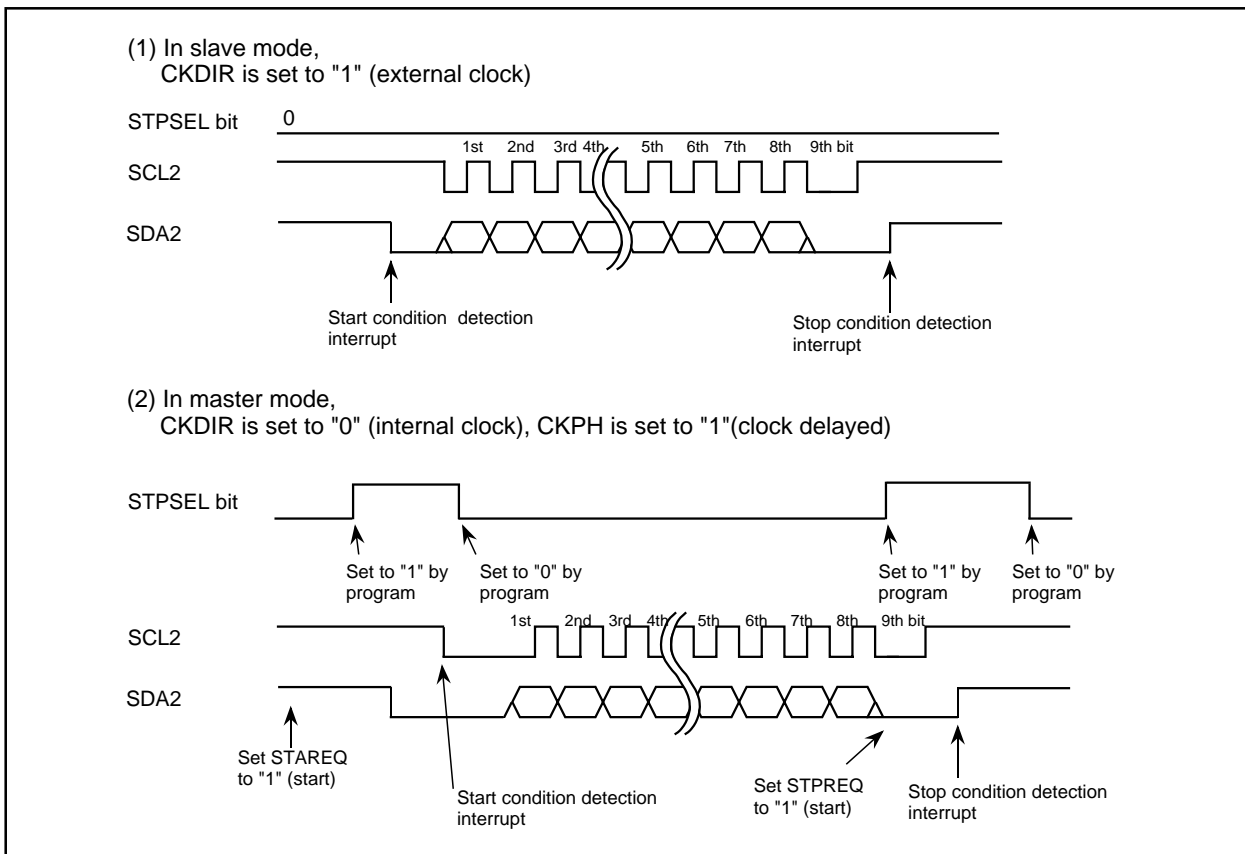 (1) In slave mode,
CKDIR is set to "1" (external clock)
STPSEL bit
0
1st 2nd 3rd 4th 5th 6th 7th 8th 9th bit
SCL2
SDA2
Start condition detection
interrupt
Stop condition detection
interrupt
(2) In master mode,
CKDIR is set to "0" (internal clock), CKPH is set to "1"(clock delayed)
STPSEL bit
Set to "1" by
program
Set to "0" by
program
Set to "1" by
program
Set to "0" by
program
1st 2nd 3rd 4th 5th 6th 7th 8th 9th bit
SCL2
SDA2
Set STAREQ
to "1" (start)
Start condition detection
interrupt
Set STPREQ
to "1" (start)
Stop condition detection
interrupt